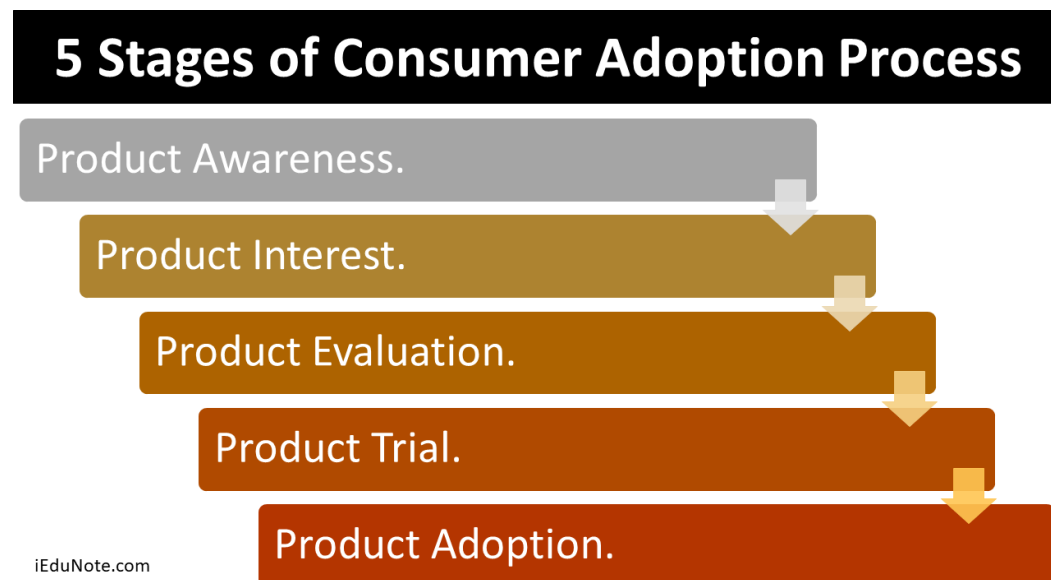 5 Stages of Consumer Adoption Process
Product Awareness.
Product Interest.
Product Evaluation.
Product Trial.
Product Adoption.
iEduNote.com